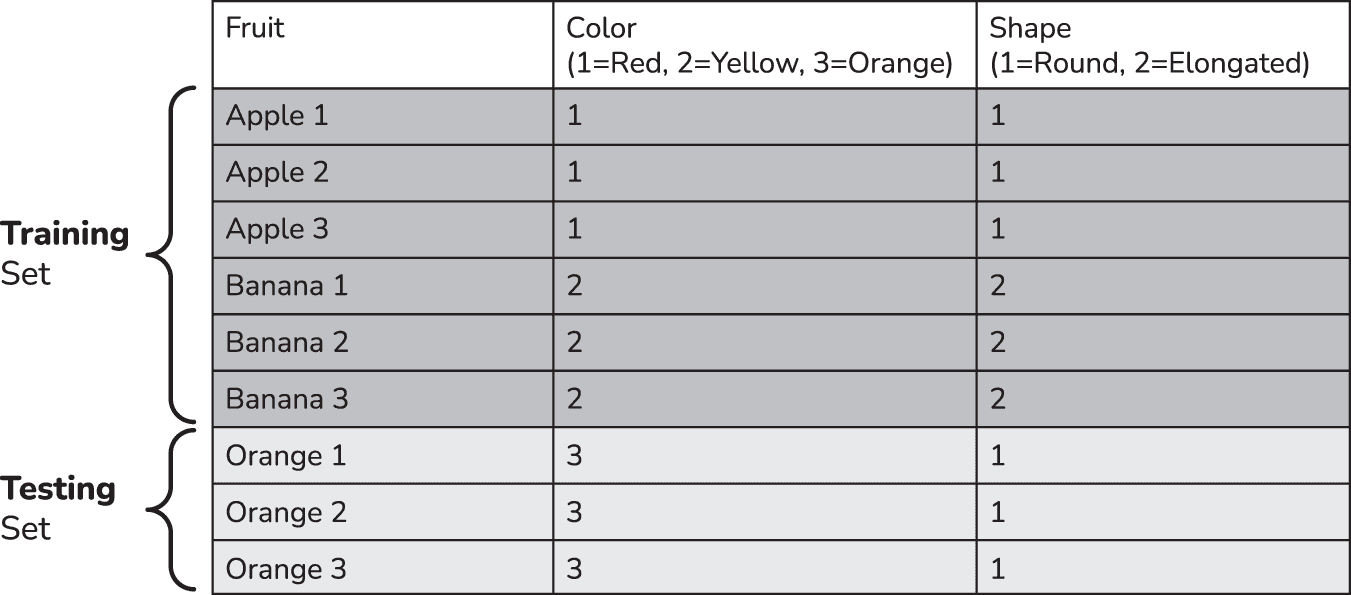 Fruit Color Shape
(1=Red, 2=Yellow, 3=Orange) (1=Round, 2=Elongated)
Apple 1 1 1
Apple 2 1 1
Apple 3 1 1
Training
Set
Banana 1 2 2
Banana 2 2 2
Banana 3 2 2
Orange 1 3 1
Testing
Set
Orange 2 3 1
Orange 3 3 1